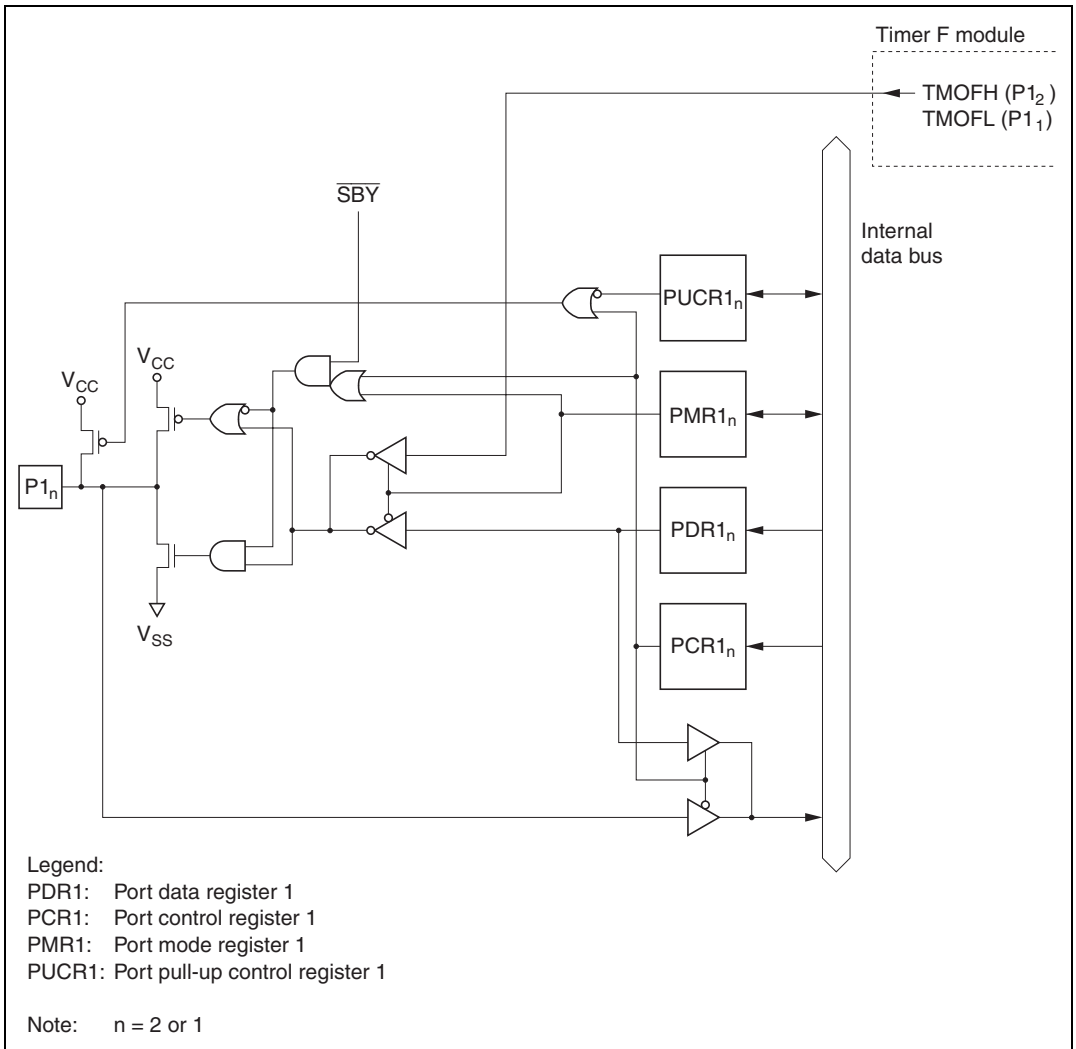 Timer F module
TMOFH (P1₂)
TMOFL (P1₁)
S̅B̅Y̅
Internal
data bus
PUCR1ₙ
V_CC
V_CC
PMR1ₙ
P1ₙ
PDR1ₙ
V_SS
PCR1ₙ
Legend:
PDR1: Port data register 1
PCR1: Port control register 1
PMR1: Port mode register 1
PUCR1: Port pull-up control register 1
Note: n = 2 or 1